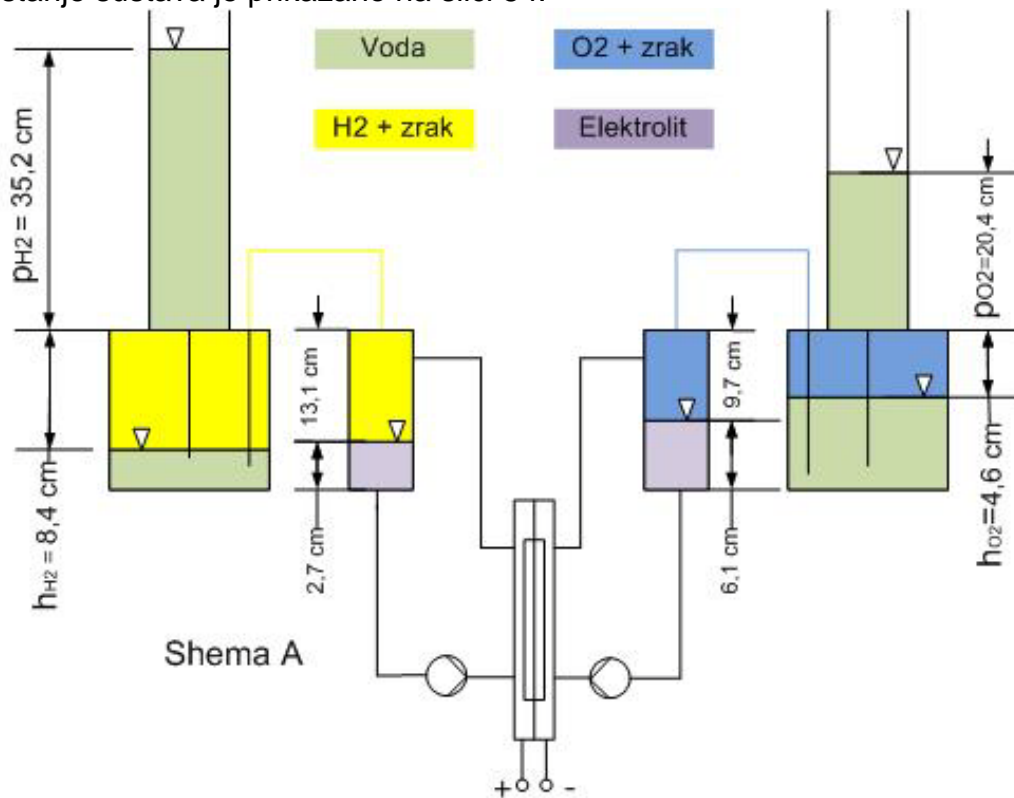 Voda
O2 + zrak
H2 + zrak
Elektrolit
pH2 = 35,2 cm
pO2=20,4 cm
13,1 cm
9,7 cm
hH2 = 8,4 cm
2,7 cm
6,1 cm
hO2=4,6 cm
Shema A
+ -